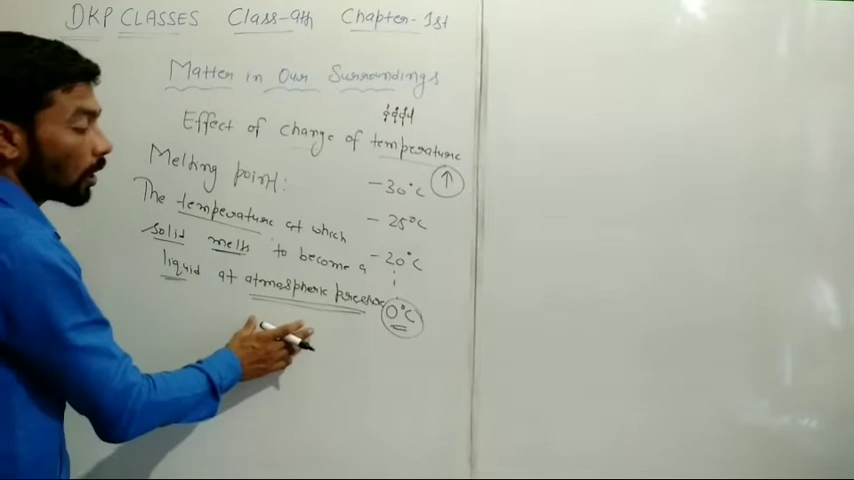 DKP CLASSES Class-9th Chapter-1st
Matter in Our Surroundings
Effect of change of temperature
Melting point:
The temperature at which
solid melts to become a
liquid at atmospheric pressure
-30°C ↑
-25°C
-20°C
0°C